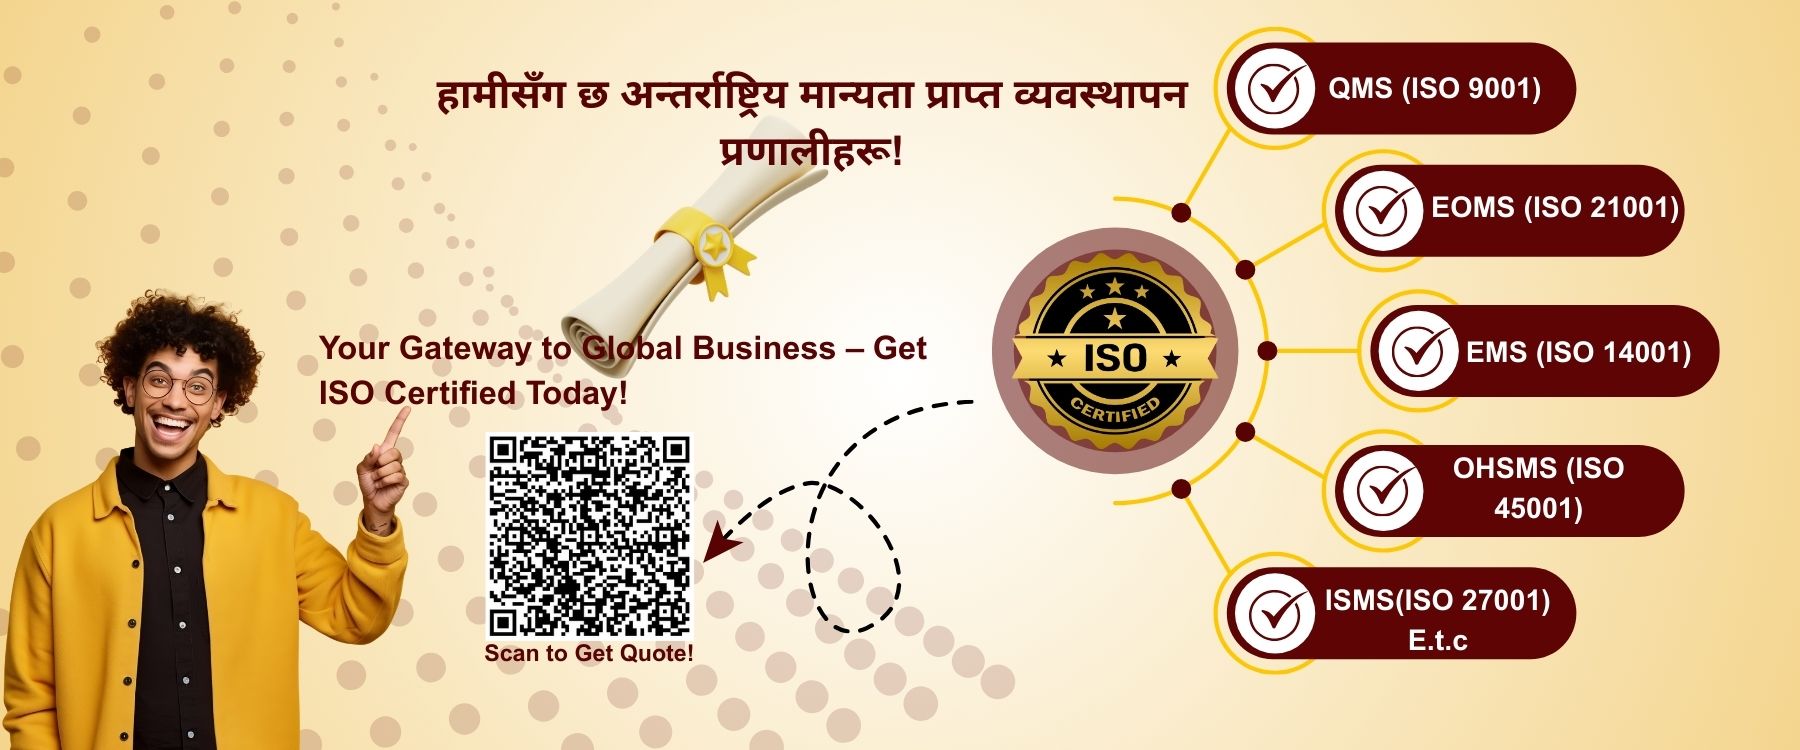 हामीसँग छ अन्तर्राष्ट्रिय मान्यता प्राप्त व्यवस्थापन
प्रणालीहरू!
Your Gateway to Global Business – Get
ISO Certified Today!
Scan to Get Quote!
ISO
CERTIFIED
QMS (ISO 9001)
EOMS (ISO 21001)
EMS (ISO 14001)
OHSMS (ISO
45001)
ISMS(ISO 27001)
E.t.c